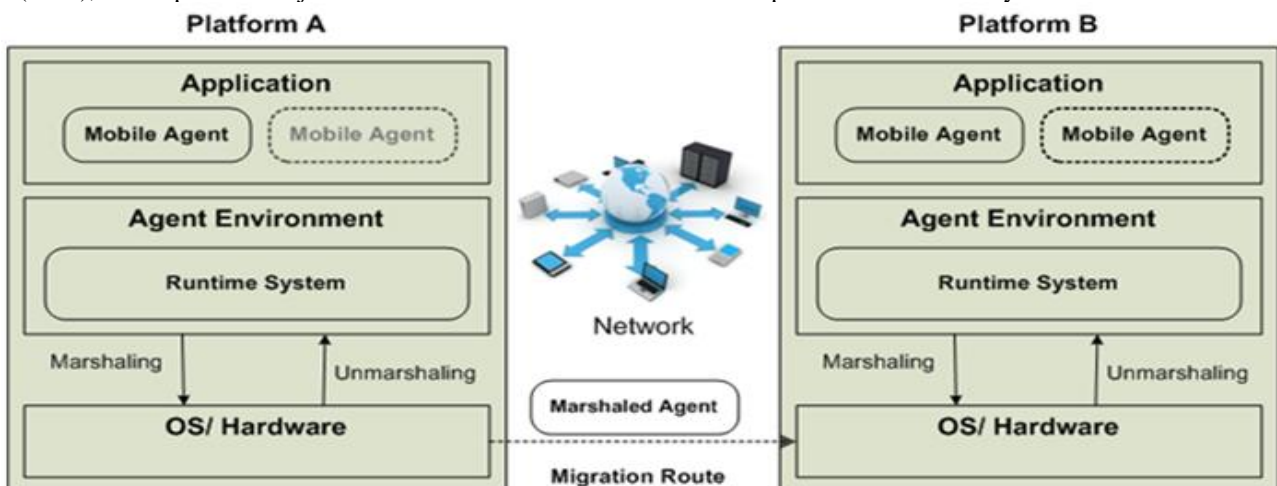 Platform A
Platform B
Application
Mobile Agent
Mobile Agent
Agent Environment
Runtime System
Marshaling
Unmarshaling
OS/ Hardware
Network
Marshaled Agent
Migration Route
Application
Mobile Agent
Mobile Agent
Agent Environment
Runtime System
Marshaling
Unmarshaling
OS/ Hardware